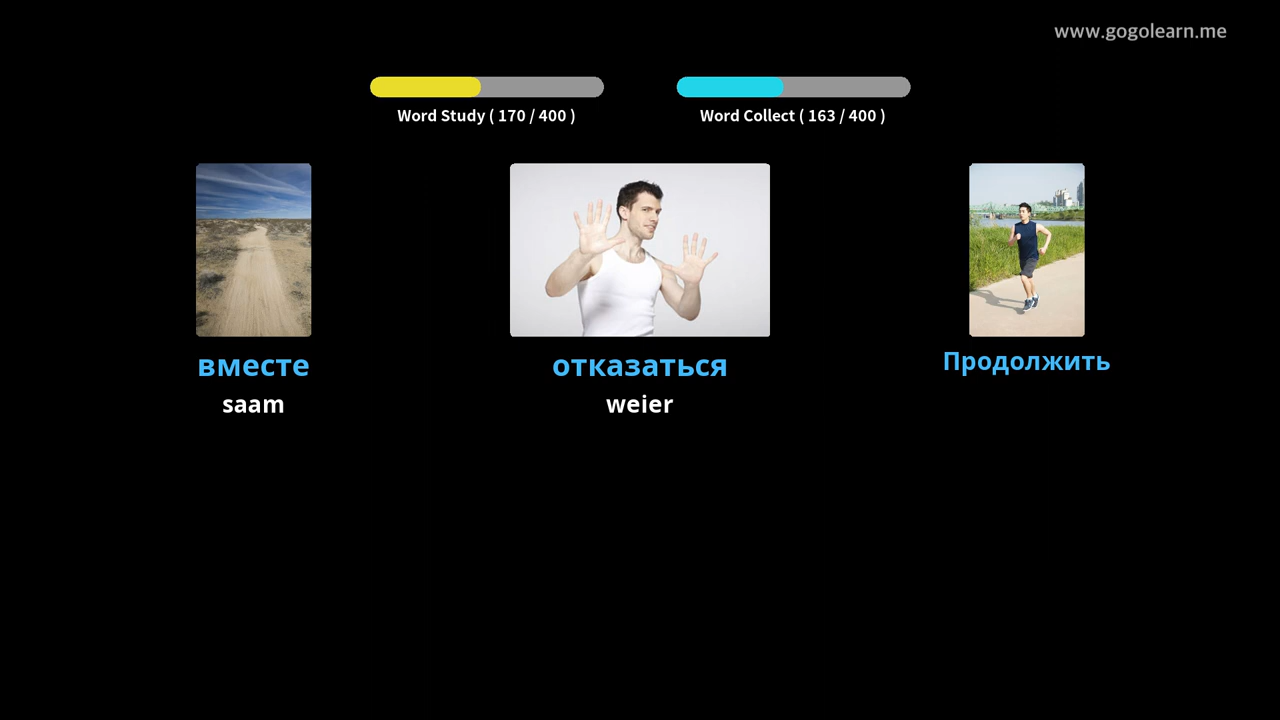 www.gogolearn.me
Word Study ( 170 / 400 )
Word Collect ( 163 / 400 )
вместе
отказаться
Продолжить
saam
weier